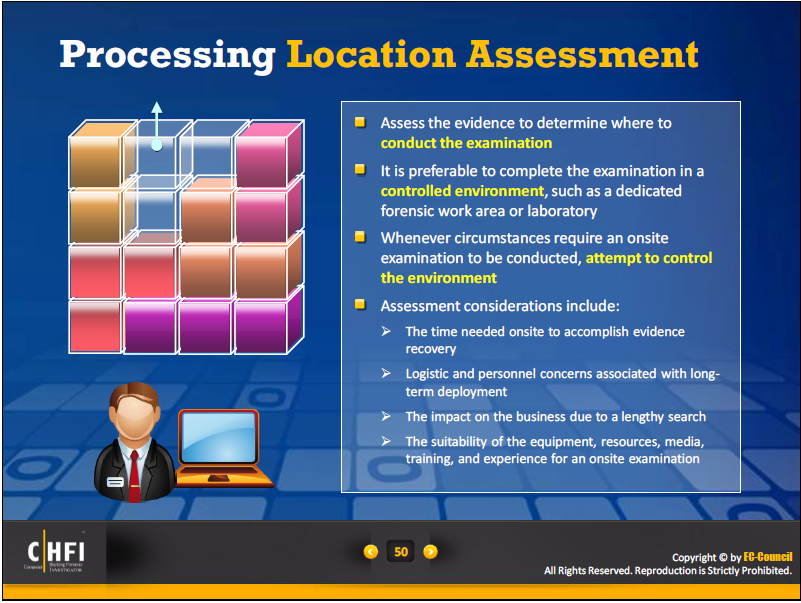 Processing Location Assessment
Assess the evidence to determine where to
conduct the examination
It is preferable to complete the examination in a
controlled environment, such as a dedicated
forensic work area or laboratory
Whenever circumstances require an onsite
examination to be conducted, attempt to control
the environment
Assessment considerations include:
The time needed onsite to accomplish evidence
recovery
Logistic and personnel concerns associated with long-
term deployment
The impact on the business due to a lengthy search
The suitability of the equipment, resources, media,
training, and experience for an onsite examination
CHFI
Computer Hacking Forensic
INVESTIGATOR
50
Copyright © by EC-Council
All Rights Reserved. Reproduction is Strictly Prohibited.